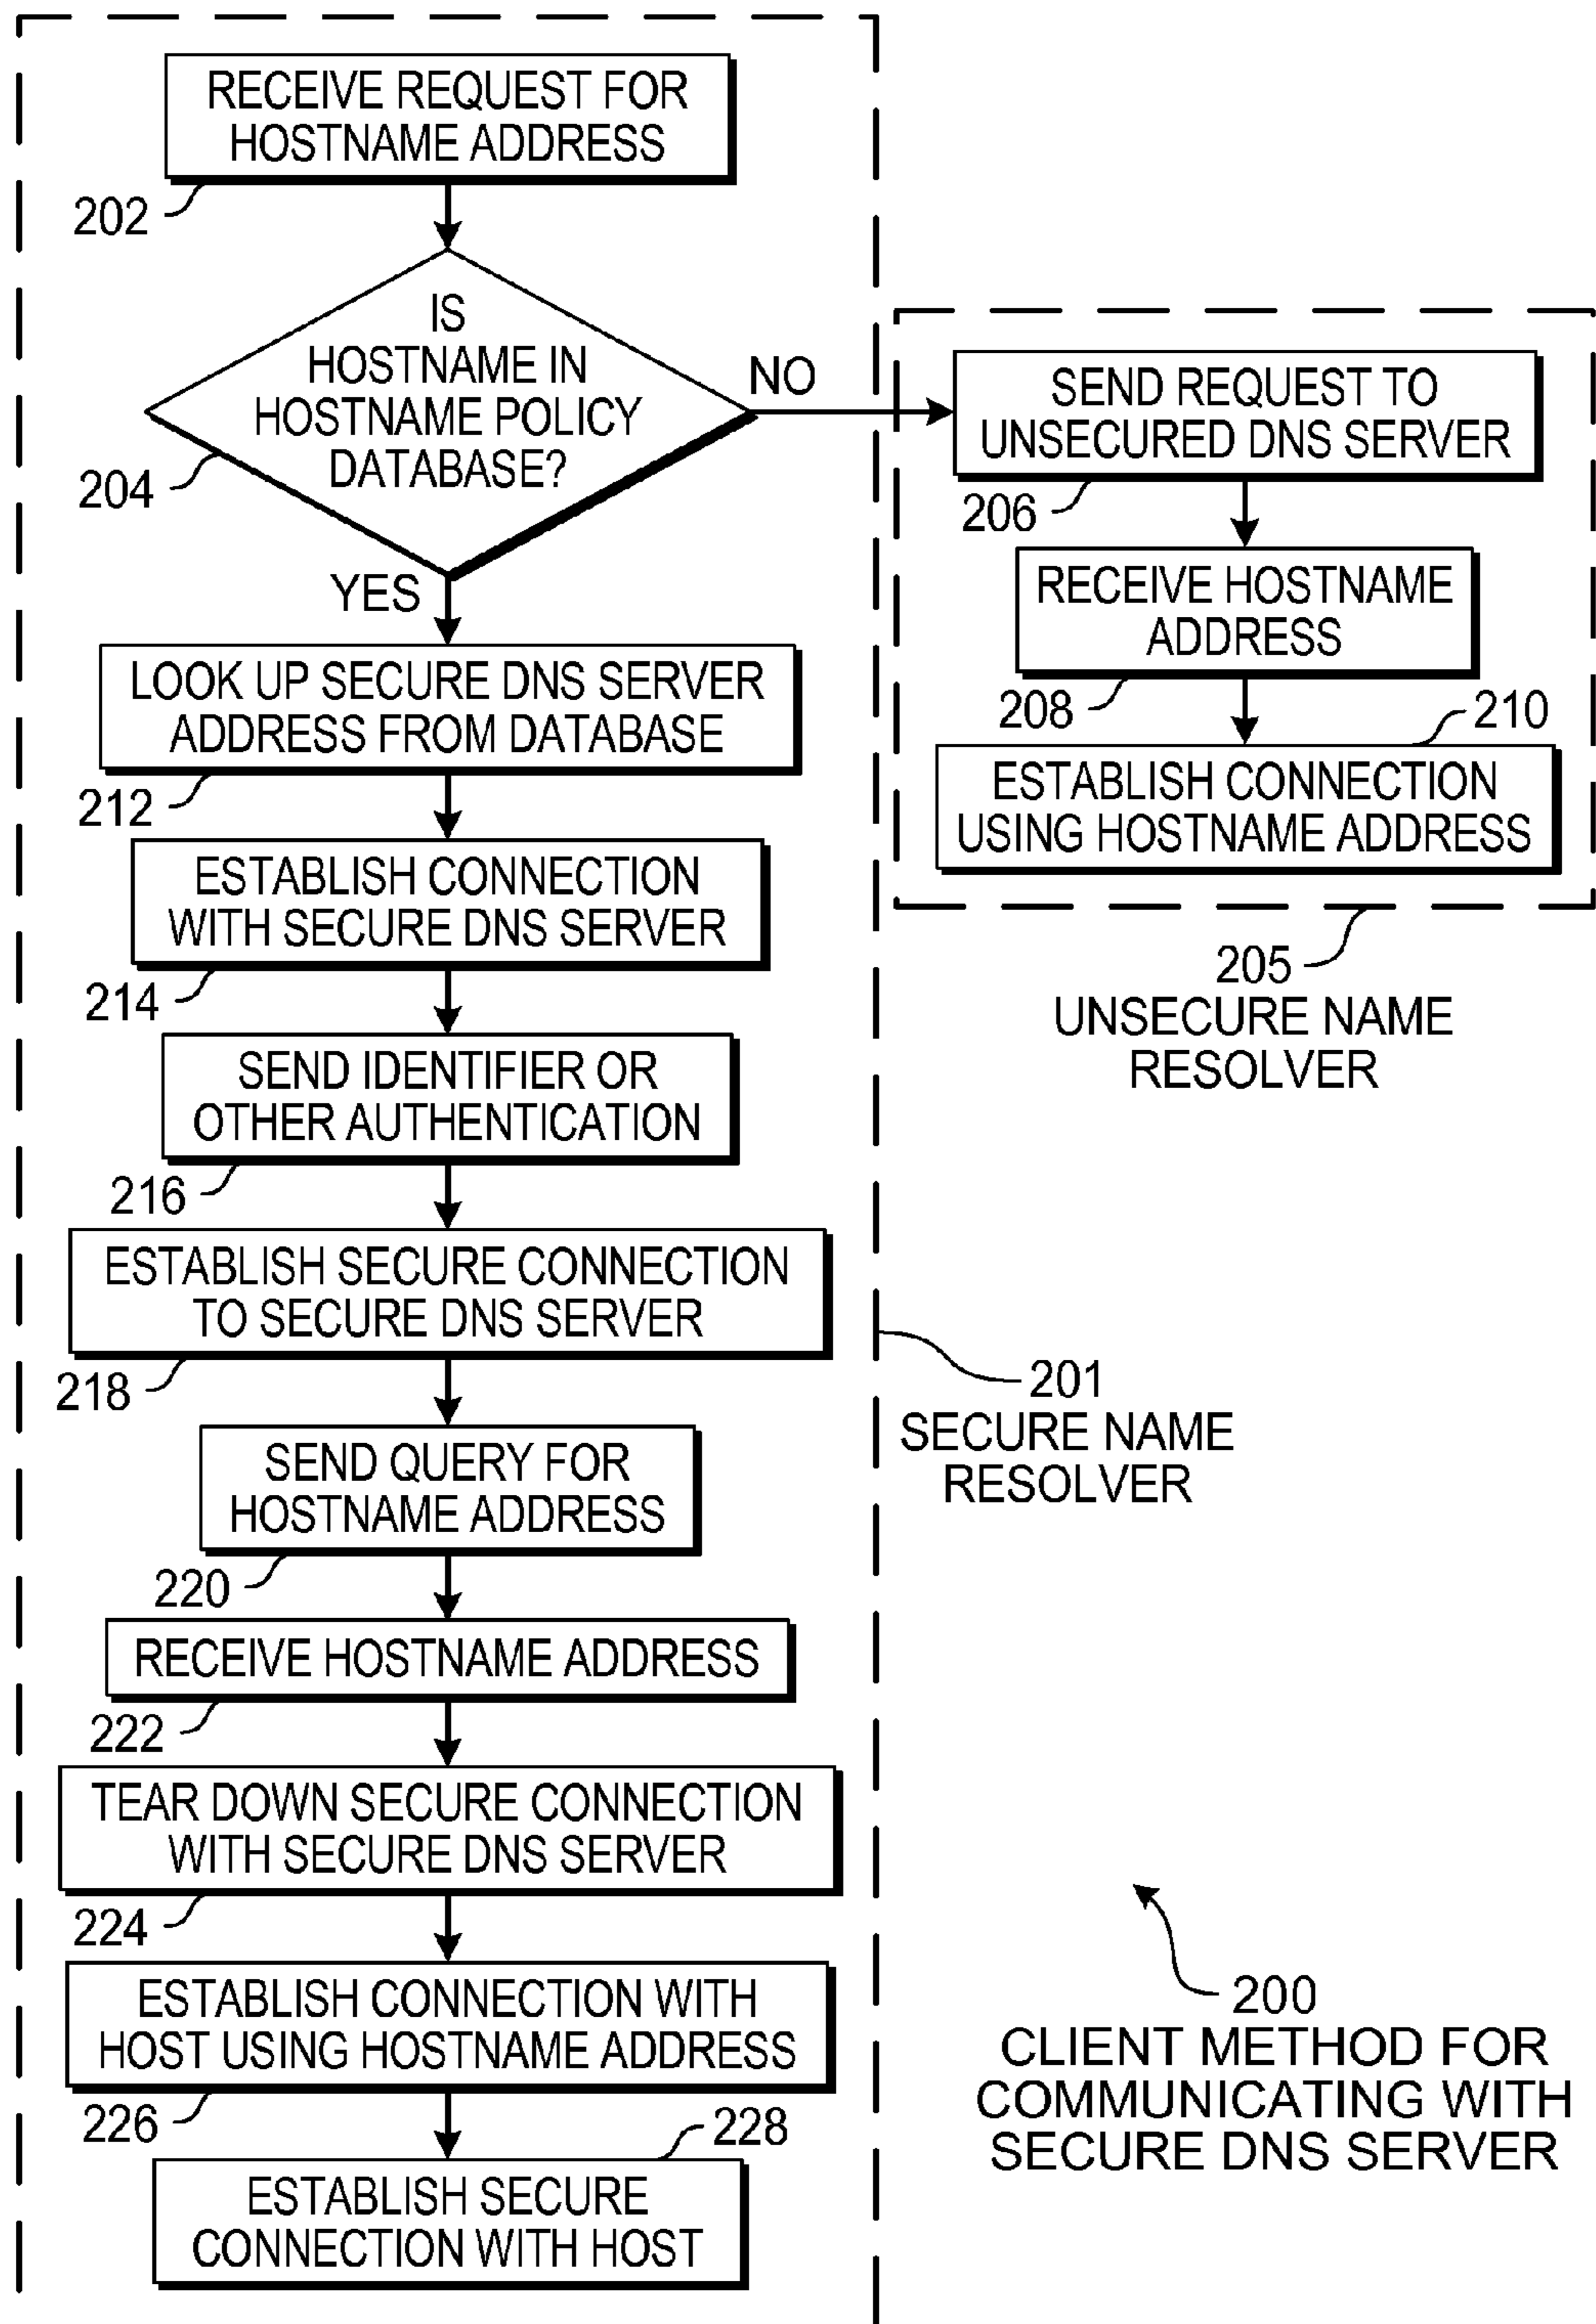 RECEIVE REQUEST FOR
HOSTNAME ADDRESS
202
IS
HOSTNAME IN
HOSTNAME POLICY
DATABASE?
204
NO
YES
SEND REQUEST TO
UNSECURED DNS SERVER
206
RECEIVE HOSTNAME
ADDRESS
208
210
ESTABLISH CONNECTION
USING HOSTNAME ADDRESS
205
UNSECURE NAME
RESOLVER
LOOK UP SECURE DNS SERVER
ADDRESS FROM DATABASE
212
ESTABLISH CONNECTION
WITH SECURE DNS SERVER
214
SEND IDENTIFIER OR
OTHER AUTHENTICATION
216
ESTABLISH SECURE CONNECTION
TO SECURE DNS SERVER
218
201
SECURE NAME
RESOLVER
SEND QUERY FOR
HOSTNAME ADDRESS
220
RECEIVE HOSTNAME ADDRESS
222
TEAR DOWN SECURE CONNECTION
WITH SECURE DNS SERVER
224
ESTABLISH CONNECTION WITH
HOST USING HOSTNAME ADDRESS
226
228
ESTABLISH SECURE
CONNECTION WITH HOST
200
CLIENT METHOD FOR
COMMUNICATING WITH
SECURE DNS SERVER